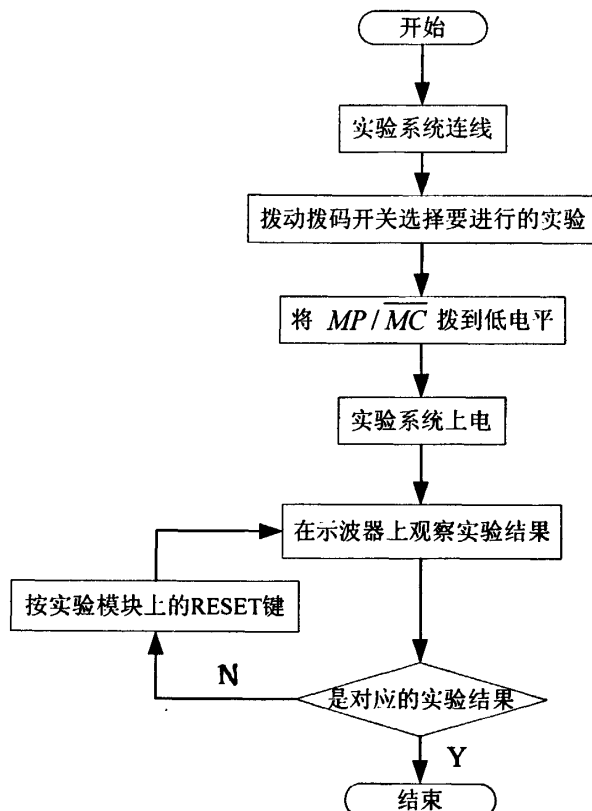 开始
实验系统连线
拨动拨码开关选择要进行的实验
将 MP / \overline{MC} 拨到低电平
实验系统上电
在示波器上观察实验结果
按实验模块上的RESET键
N
是对应的实验结果
Y
结束